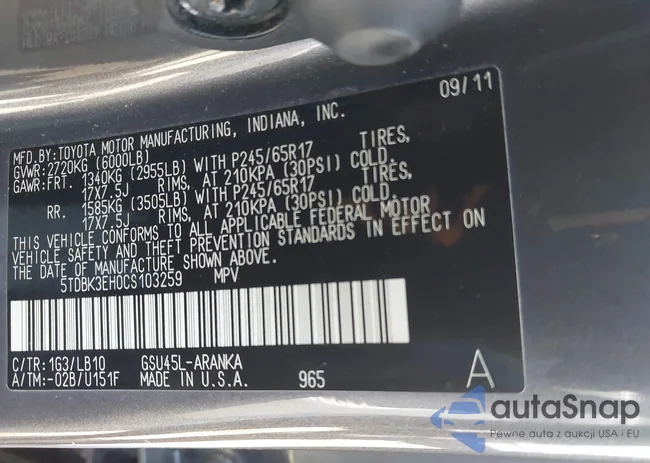 09/11
MFD.BY:TOYOTA MOTOR MANUFACTURING, INDIANA, INC.
GVWR:2720KG (6000LB)
GAWR:FRT. 1340KG (2955LB) WITH P245/65R17 TIRES,
17X7.5J RIMS, AT 210KPA (30PSI) COLD.
RR. 1585KG (3505LB) WITH P245/65R17 TIRES,
17X7.5J RIMS, AT 210KPA (30PSI) COLD.
THIS VEHICLE CONFORMS TO ALL APPLICABLE FEDERAL MOTOR
VEHICLE SAFETY AND THEFT PREVENTION STANDARDS IN EFFECT ON
THE DATE OF MANUFACTURE SHOWN ABOVE.
5TDBK3EH0CS103259 MPV
C/TR:1G3/LB10 GSU45L-ARANKA
A/TM:-02B/U151F MADE IN U.S.A. 965 A
autaSnap
Pewne auta z aukcji USA i EU